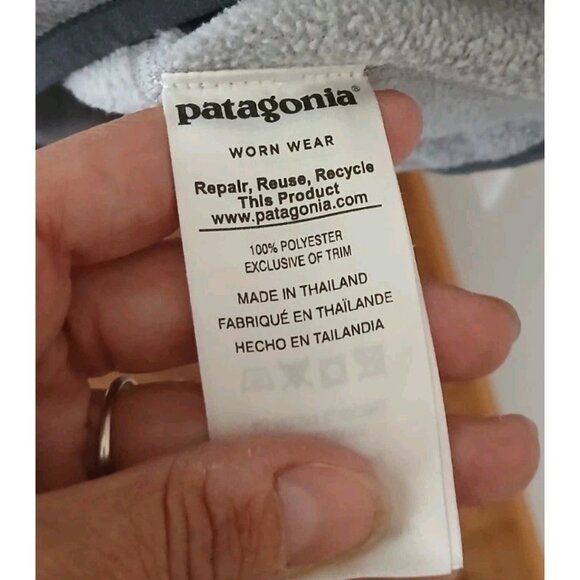 patagonia®
WORN WEAR
Repair, Reuse, Recycle
This Product
www.patagonia.com
100% POLYESTER
EXCLUSIVE OF TRIM
MADE IN THAILAND
FABRIQUÉ EN THAÏLANDE
HECHO EN TAILANDIA